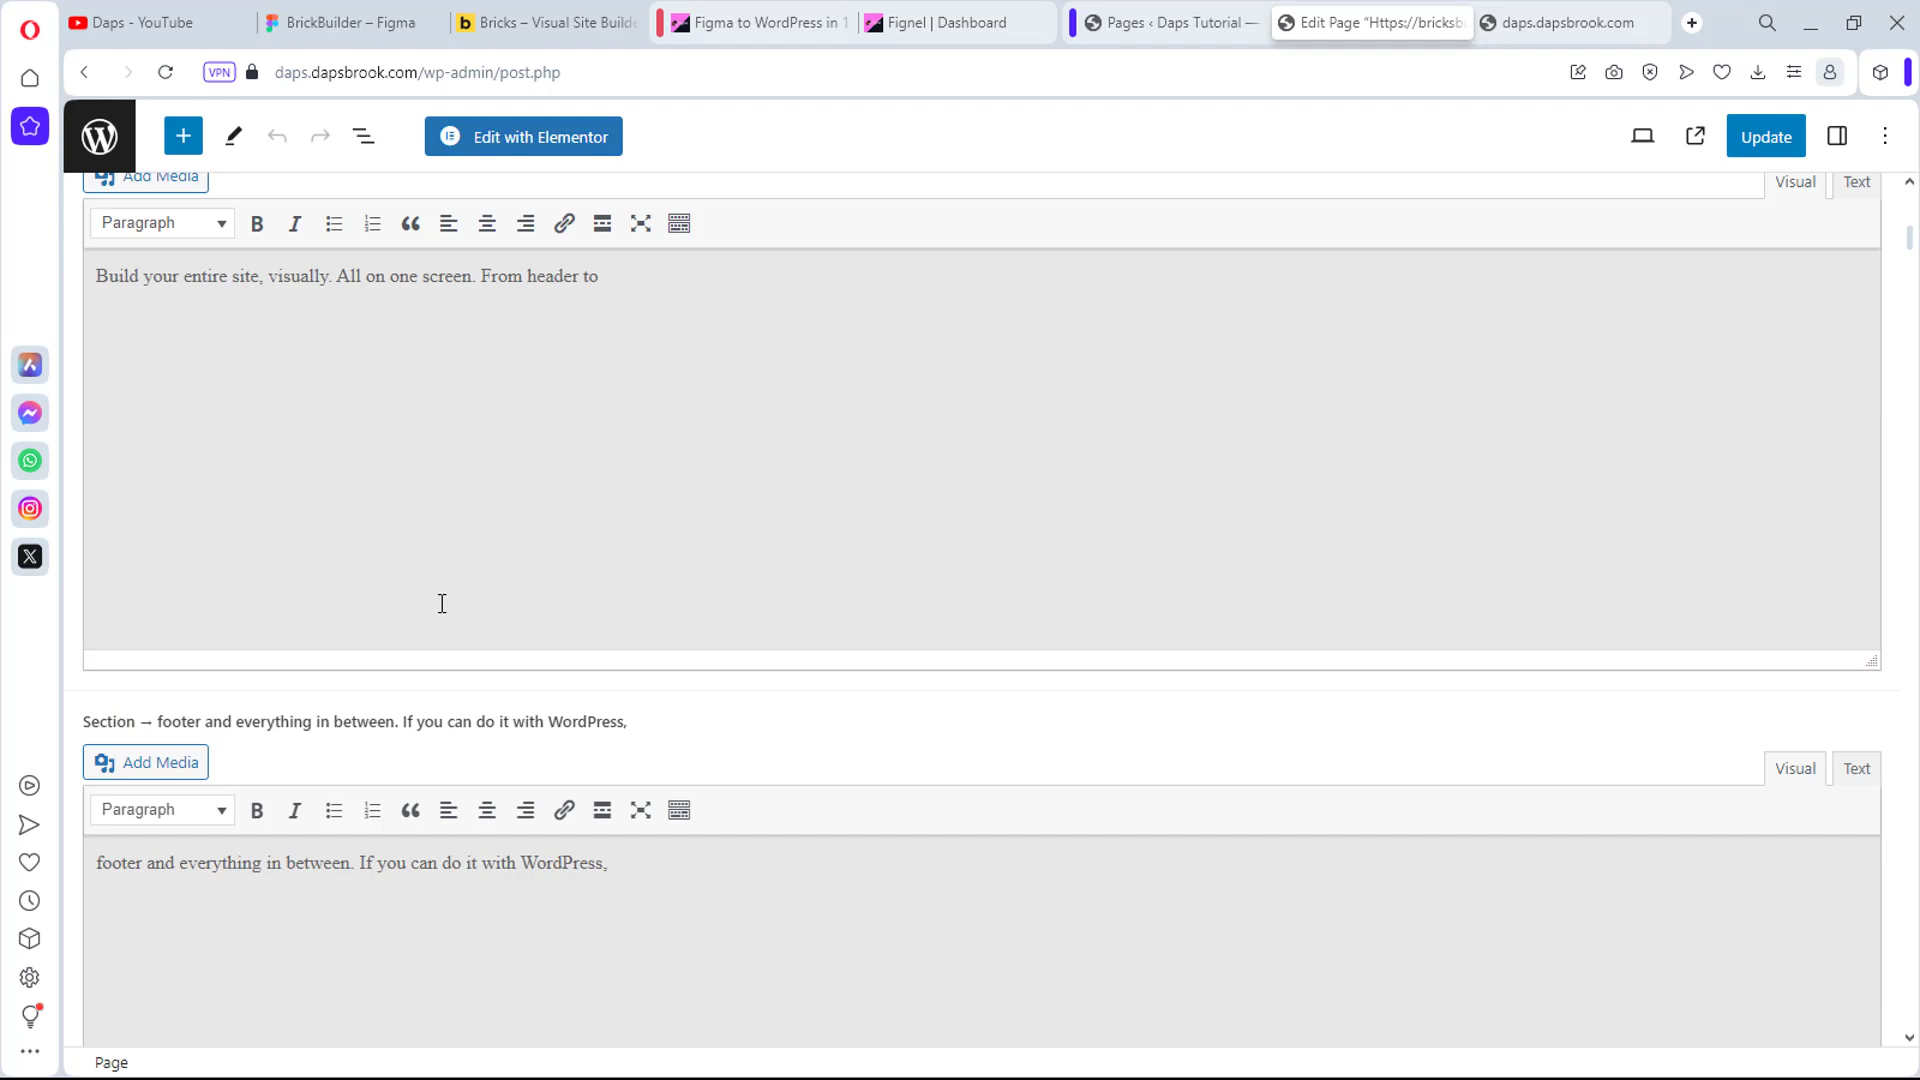 Daps - YouTube
BrickBuilder – Figma
Bricks – Visual Site Builde
Figma to WordPress in 1
Fignel | Dashboard
Pages ‹ Daps Tutorial —
Edit Page “Https://bricksbu
daps.dapsbrook.com
VPN
daps.dapsbrook.com/wp-admin/post.php
Edit with Elementor
Update
Add Media
Visual
Text
Paragraph
Build your entire site, visually. All on one screen. From header to
Section → footer and everything in between. If you can do it with WordPress,
Add Media
Visual
Text
Paragraph
footer and everything in between. If you can do it with WordPress,
Page